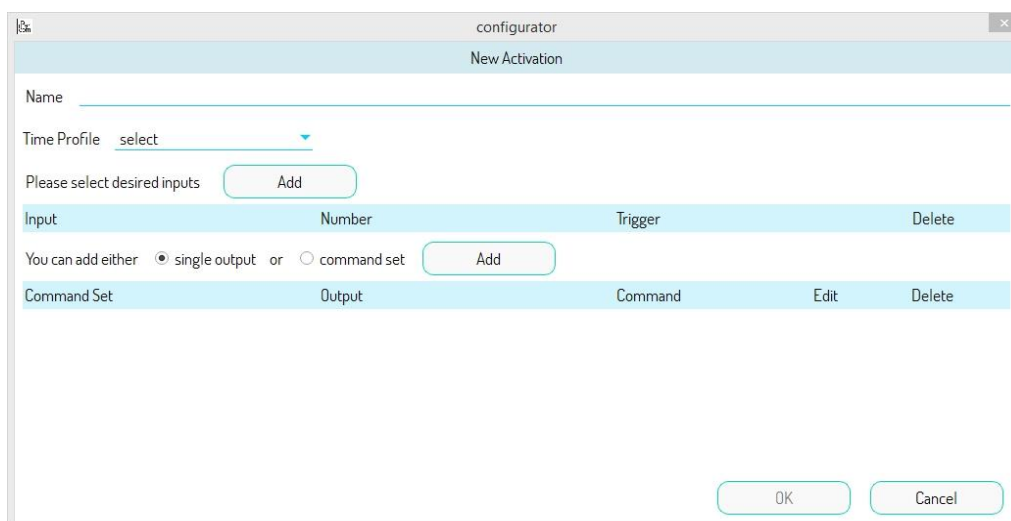 configurator
New Activation
Name
Time Profile select
Please select desired inputs Add
Input Number Trigger Delete
You can add either single output or command set Add
Command Set Output Command Edit Delete
OK Cancel